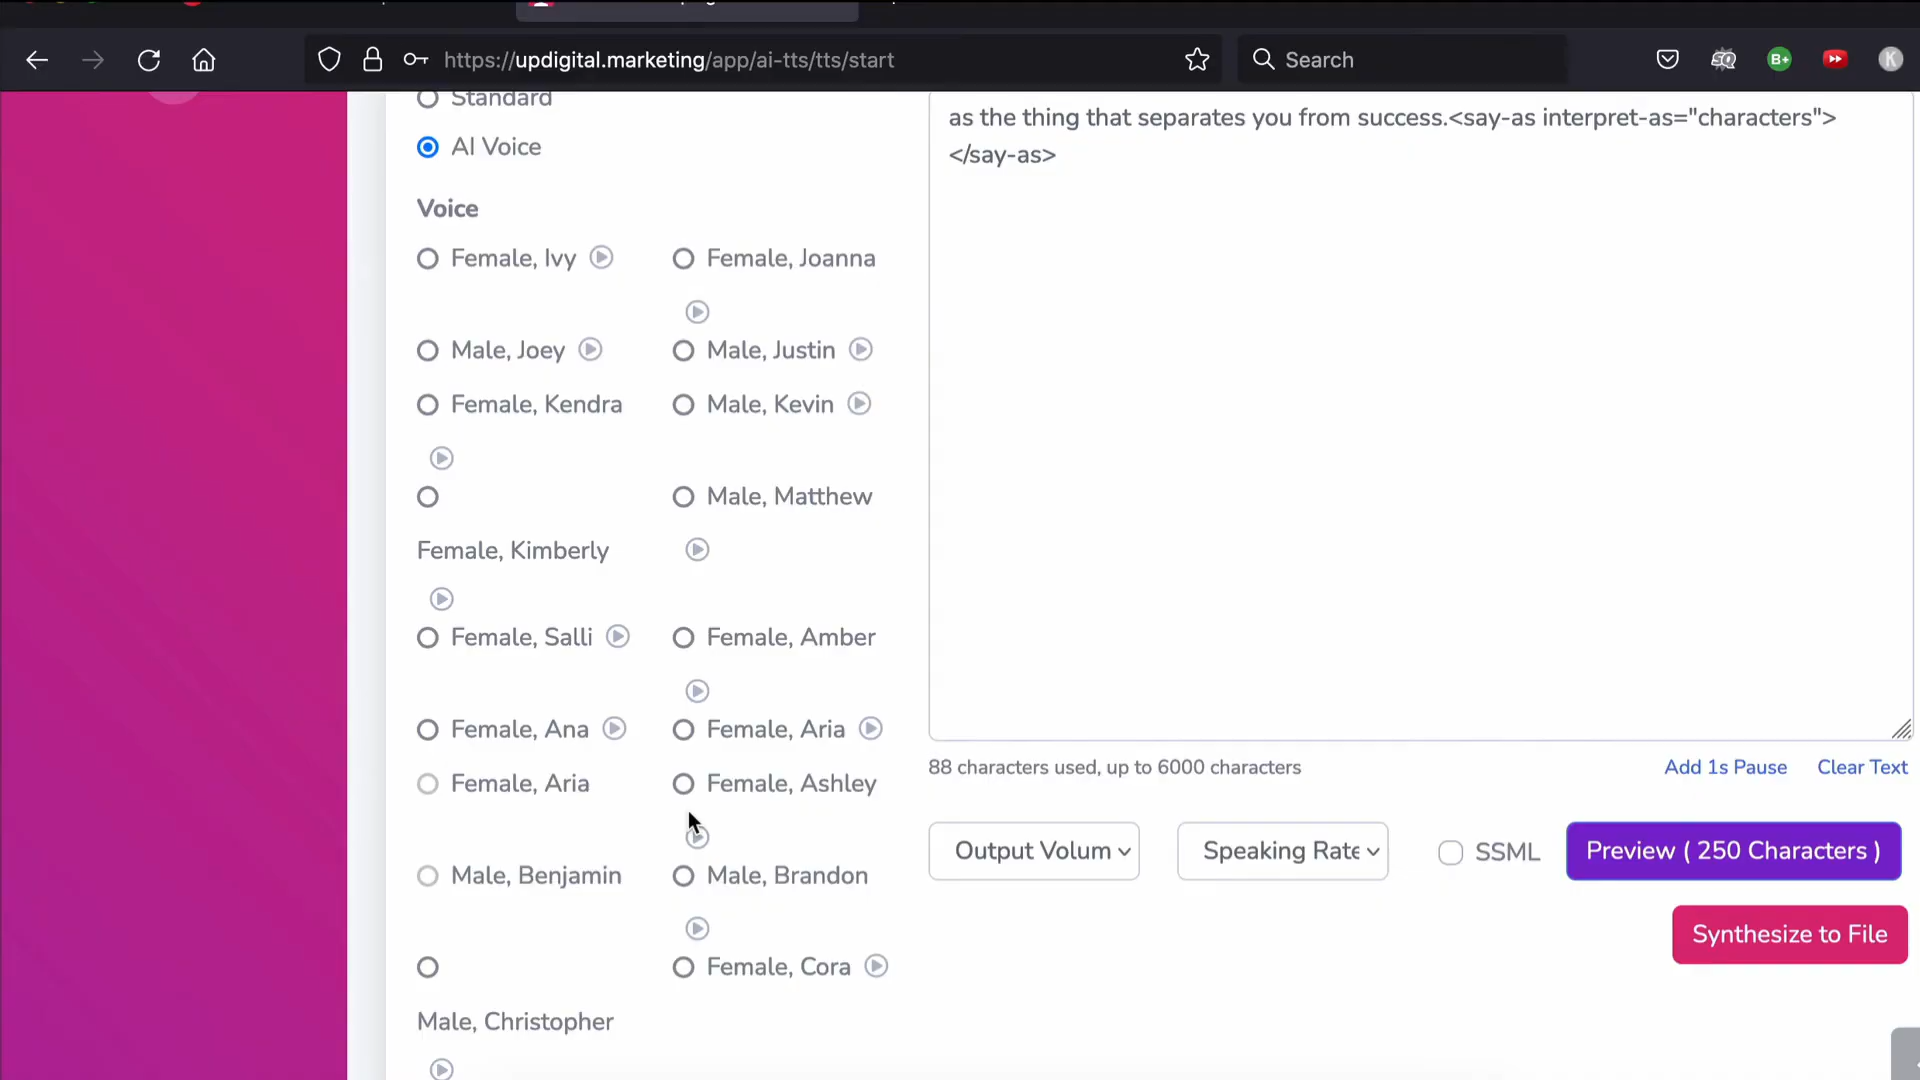 https://updigital.marketing/app/ai-tts/tts/start
Search
B+
K
Standard
AI Voice
Voice
Female, Ivy
Female, Joanna
Male, Joey
Male, Justin
Female, Kendra
Male, Kevin
Male, Matthew
Female, Kimberly
Female, Salli
Female, Amber
Female, Ana
Female, Aria
Female, Aria
Female, Ashley
Male, Benjamin
Male, Brandon
Female, Cora
Male, Christopher
as the thing that separates you from success.<say-as interpret-as="characters">
</say-as>
88 characters used, up to 6000 characters
Add 1s Pause
Clear Text
Output Volum
Speaking Rate
SSML
Preview ( 250 Characters )
Synthesize to File